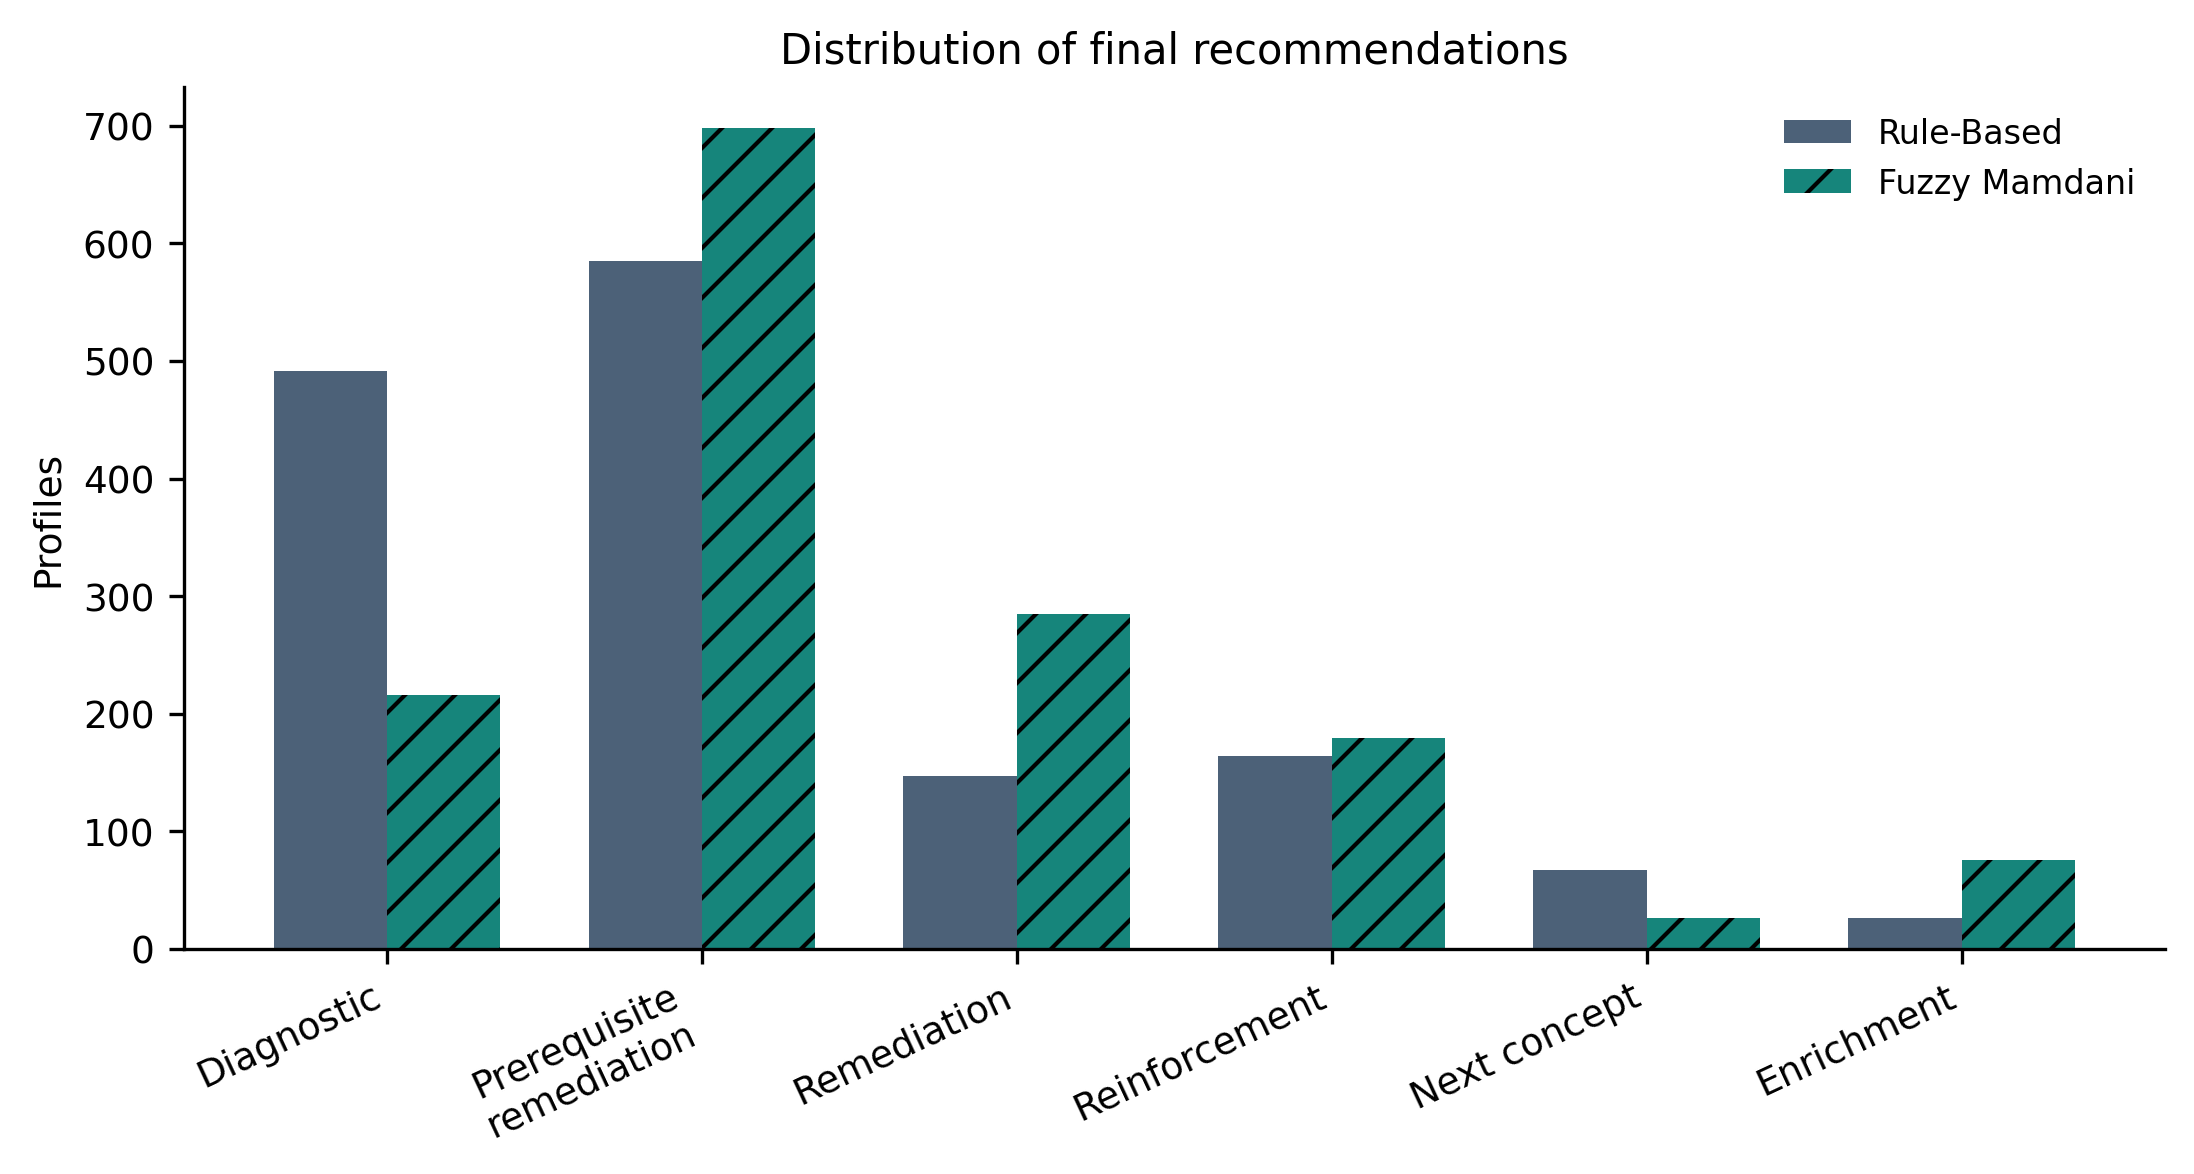 Distribution of final recommendations
Rule-Based
Fuzzy Mamdani
Profiles
700
600
500
400
300
200
100
0
Diagnostic
Prerequisite
remediation
Remediation
Reinforcement
Next concept
Enrichment